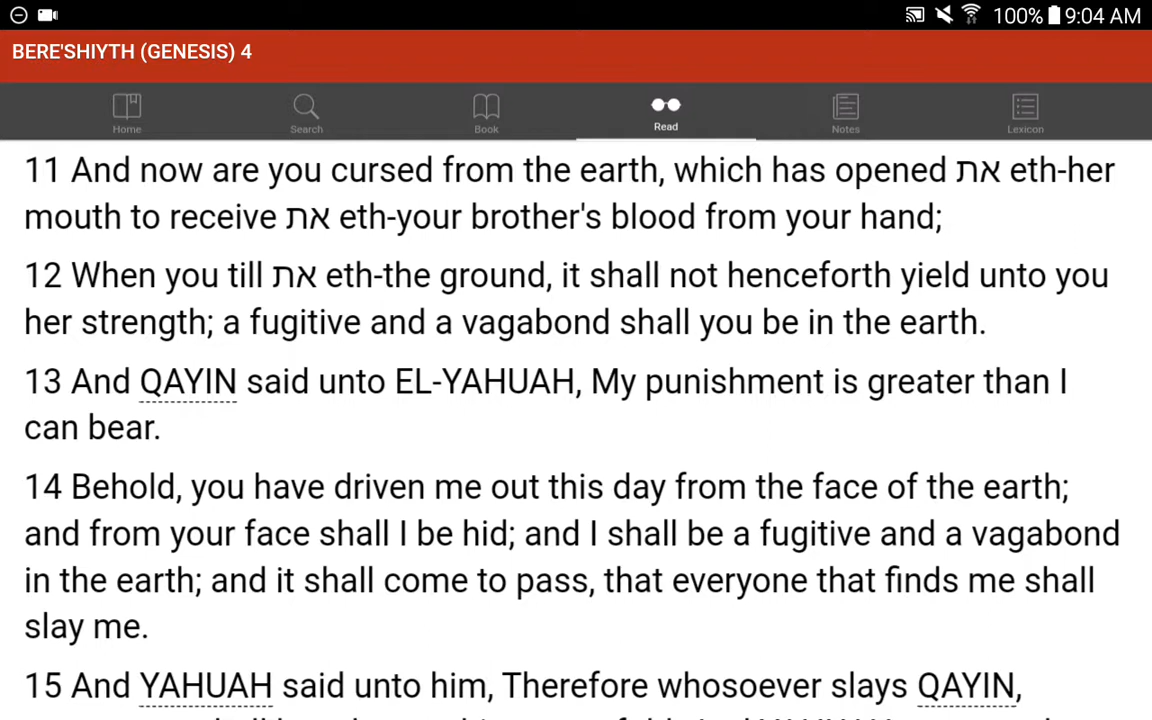 100% 9:04 AM
BERE'SHIYTH (GENESIS) 4
Home Search Book Read Notes Lexicon
11 And now are you cursed from the earth, which has opened את eth-her
mouth to receive את eth-your brother's blood from your hand;
12 When you till את eth-the ground, it shall not henceforth yield unto you
her strength; a fugitive and a vagabond shall you be in the earth.
13 And QAYIN said unto EL-YAHUAH, My punishment is greater than I
can bear.
14 Behold, you have driven me out this day from the face of the earth;
and from your face shall I be hid; and I shall be a fugitive and a vagabond
in the earth; and it shall come to pass, that everyone that finds me shall
slay me.
15 And YAHUAH said unto him, Therefore whosoever slays QAYIN,